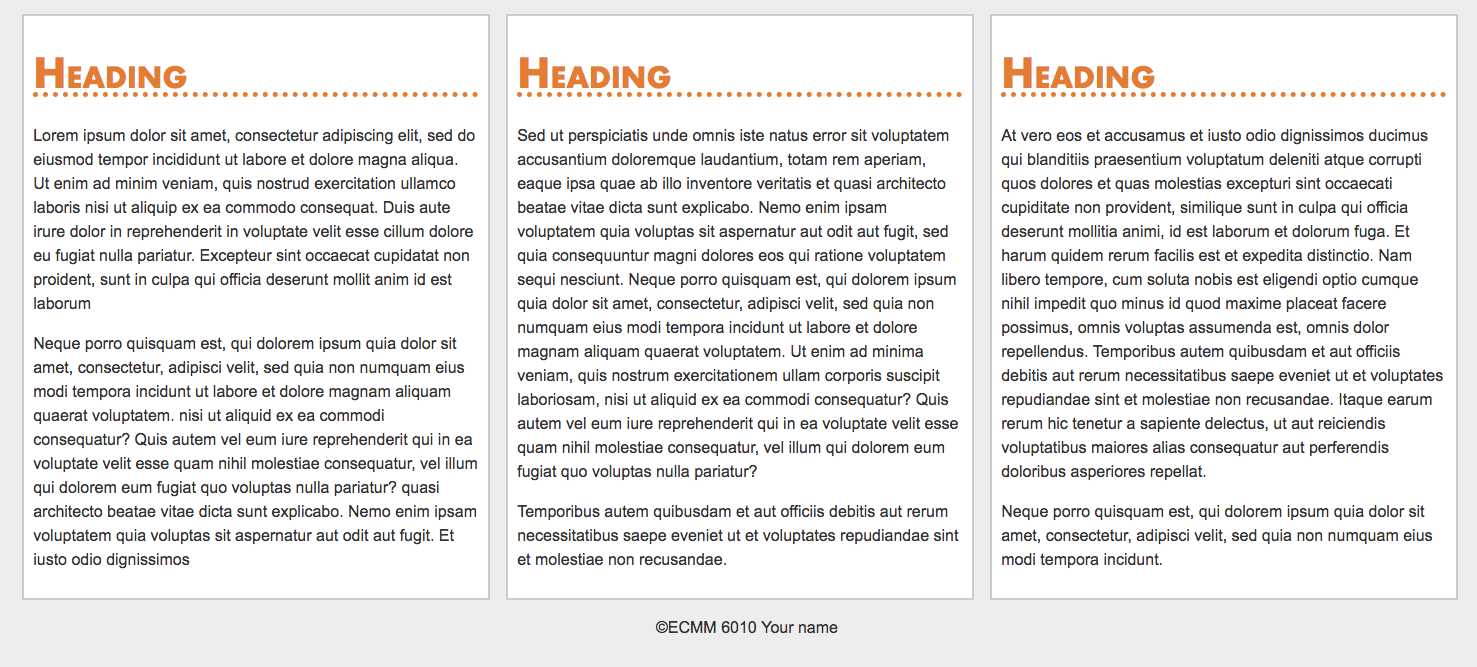 Heading
Lorem ipsum dolor sit amet, consectetur adipiscing elit, sed do
eiusmod tempor incididunt ut labore et dolore magna aliqua.
Ut enim ad minim veniam, quis nostrud exercitation ullamco
laboris nisi ut aliquip ex ea commodo consequat. Duis aute
irure dolor in reprehenderit in voluptate velit esse cillum dolore
eu fugiat nulla pariatur. Excepteur sint occaecat cupidatat non
proident, sunt in culpa qui officia deserunt mollit anim id est
laborum
Neque porro quisquam est, qui dolorem ipsum quia dolor sit
amet, consectetur, adipisci velit, sed quia non numquam eius
modi tempora incidunt ut labore et dolore magnam aliquam
quaerat voluptatem. nisi ut aliquid ex ea commodi
consequatur? Quis autem vel eum iure reprehenderit qui in ea
voluptate velit esse quam nihil molestiae consequatur, vel illum
qui dolorem eum fugiat quo voluptas nulla pariatur? quasi
architecto beatae vitae dicta sunt explicabo. Nemo enim ipsam
voluptatem quia voluptas sit aspernatur aut odit aut fugit. Et
iusto odio dignissimos
Heading
Sed ut perspiciatis unde omnis iste natus error sit voluptatem
accusantium doloremque laudantium, totam rem aperiam,
eaque ipsa quae ab illo inventore veritatis et quasi architecto
beatae vitae dicta sunt explicabo. Nemo enim ipsam
voluptatem quia voluptas sit aspernatur aut odit aut fugit, sed
quia consequuntur magni dolores eos qui ratione voluptatem
sequi nesciunt. Neque porro quisquam est, qui dolorem ipsum
quia dolor sit amet, consectetur, adipisci velit, sed quia non
numquam eius modi tempora incidunt ut labore et dolore
magnam aliquam quaerat voluptatem. Ut enim ad minima
veniam, quis nostrum exercitationem ullam corporis suscipit
laboriosam, nisi ut aliquid ex ea commodi consequatur? Quis
autem vel eum iure reprehenderit qui in ea voluptate velit esse
quam nihil molestiae consequatur, vel illum qui dolorem eum
fugiat quo voluptas nulla pariatur?
Temporibus autem quibusdam et aut officiis debitis aut rerum
necessitatibus saepe eveniet ut et voluptates repudiandae sint
et molestiae non recusandae.
Heading
At vero eos et accusamus et iusto odio dignissimos ducimus
qui blanditiis praesentium voluptatum deleniti atque corrupti
quos dolores et quas molestias excepturi sint occaecati
cupiditate non provident, similique sunt in culpa qui officia
deserunt mollitia animi, id est laborum et dolorum fuga. Et
harum quidem rerum facilis est et expedita distinctio. Nam
libero tempore, cum soluta nobis est eligendi optio cumque
nihil impedit quo minus id quod maxime placeat facere
possimus, omnis voluptas assumenda est, omnis dolor
repellendus. Temporibus autem quibusdam et aut officiis
debitis aut rerum necessitatibus saepe eveniet ut et voluptates
repudiandae sint et molestiae non recusandae. Itaque earum
rerum hic tenetur a sapiente delectus, ut aut reiciendis
voluptatibus maiores alias consequatur aut perferendis
doloribus asperiores repellat.
Neque porro quisquam est, qui dolorem ipsum quia dolor sit
amet, consectetur, adipisci velit, sed quia non numquam eius
modi tempora incidunt.
©ECMM 6010 Your name